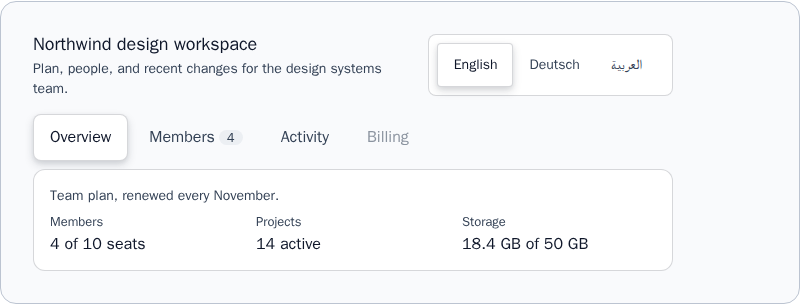 Northwind design workspace
Plan, people, and recent changes for the design systems
team.
English
Deutsch
العربية
Overview
Members 4
Activity
Billing
Team plan, renewed every November.
Members
4 of 10 seats
Projects
14 active
Storage
18.4 GB of 50 GB